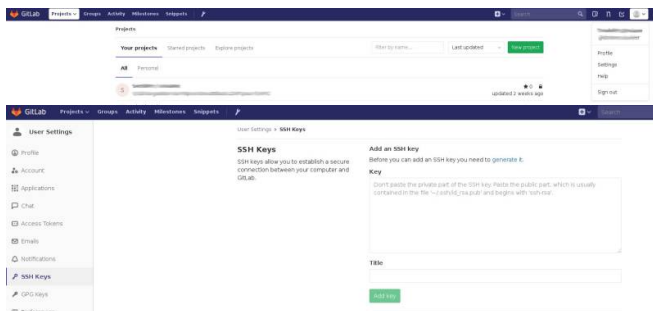 GitLab Projects Groups Activity Milestones Snippets Search
Projects
Your projects Starred projects Explore projects Filter by name... Last updated New project
All Personal
S
0
updated 2 weeks ago
Profile
Settings
Help
Sign out
GitLab Projects Groups Activity Milestones Snippets Search
User Settings
Profile
Account
Applications
Chat
Access Tokens
Emails
Notifications
SSH Keys
GPG Keys
User Settings > SSH Keys
SSH Keys
SSH keys allow you to establish a secure
connection between your computer and
GitLab.
Add an SSH key
Before you can add an SSH key you need to generate it.
Key
Don't paste the private part of the SSH key. Paste the public part, which is usually
contained in the file '~/.ssh/id_rsa.pub' and begins with 'ssh-rsa'.
Title
Add key